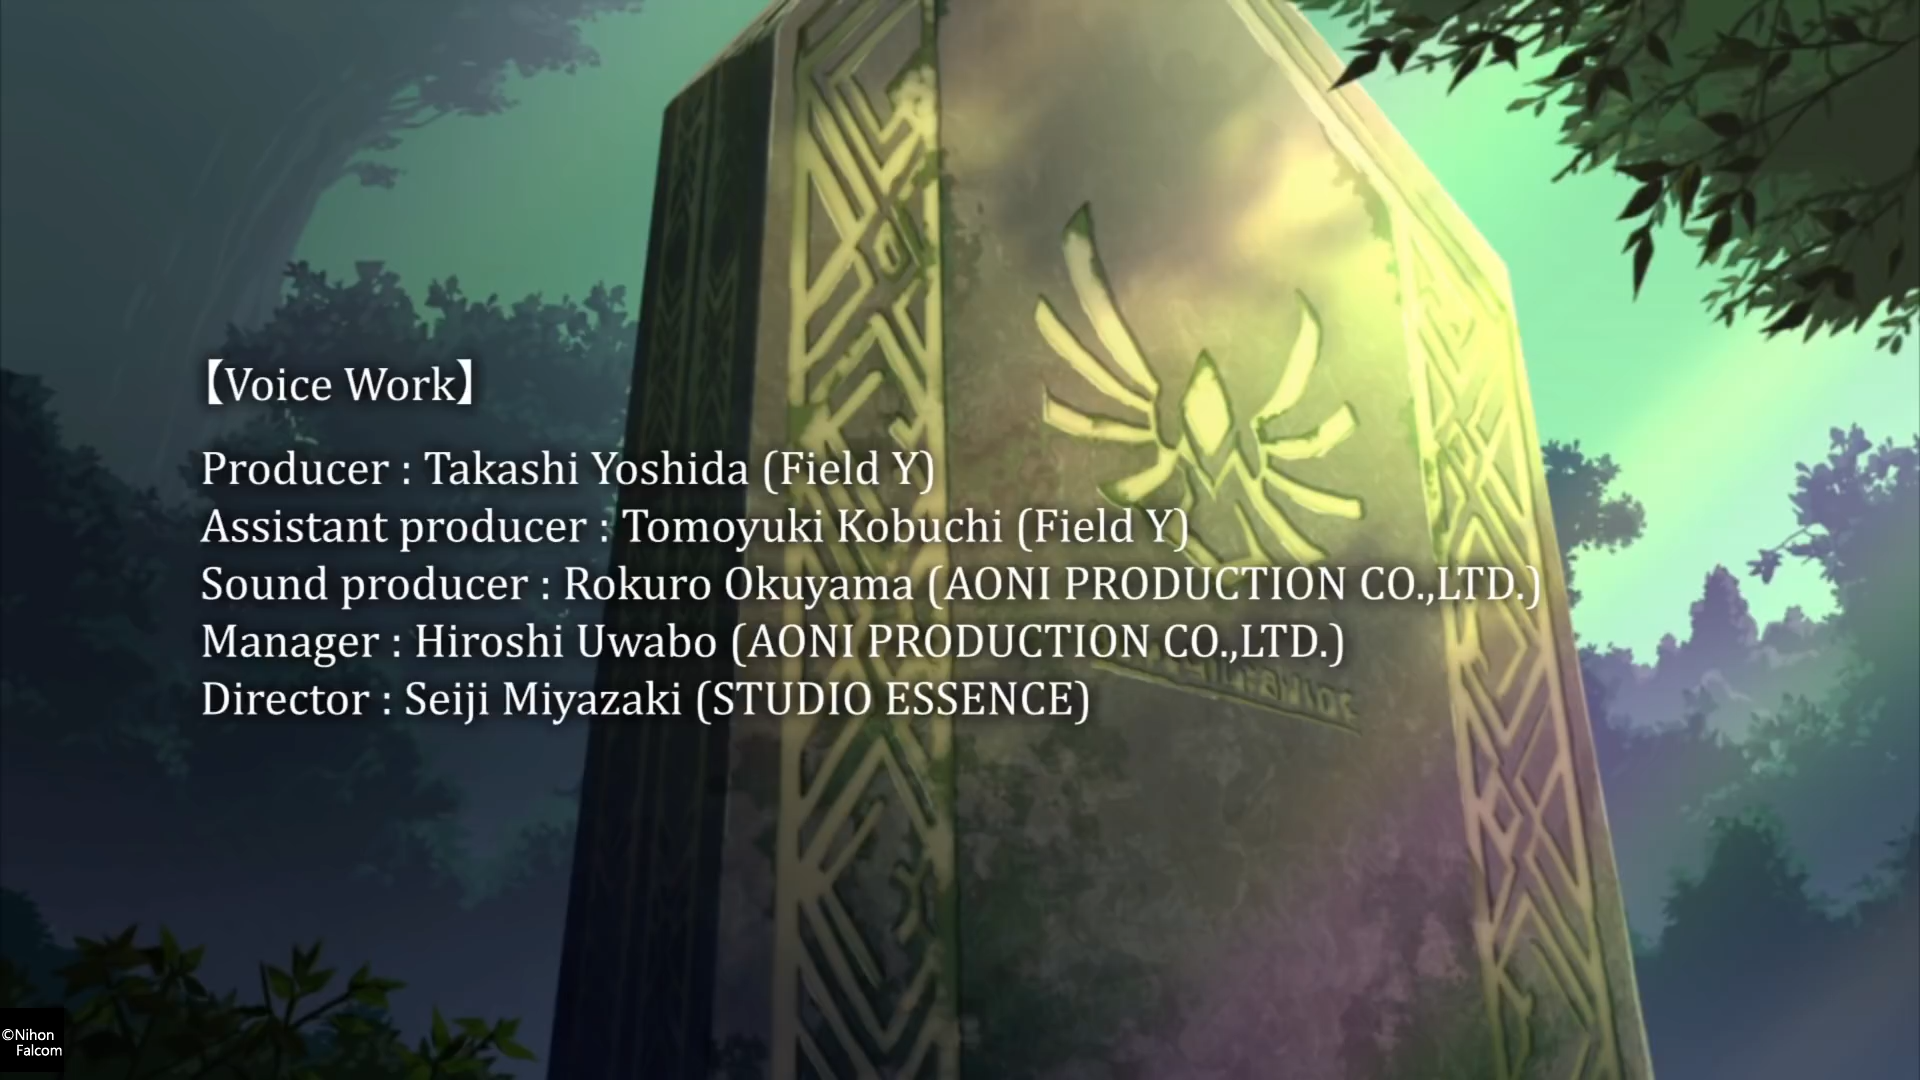 【Voice Work】
Producer : Takashi Yoshida (Field Y)
Assistant producer : Tomoyuki Kobuchi (Field Y)
Sound producer : Rokuro Okuyama (AONI PRODUCTION CO.,LTD.)
Manager : Hiroshi Uwabo (AONI PRODUCTION CO.,LTD.)
Director : Seiji Miyazaki (STUDIO ESSENCE)
©Nihon
Falcom